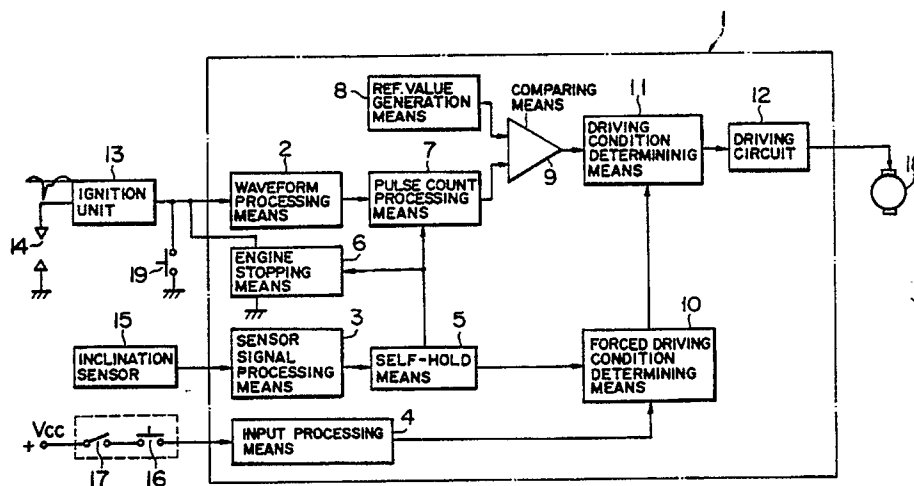 1
8
REF. VALUE
GENERATION
MEANS
COMPARING
MEANS
9
11
DRIVING
CONDITION
DETERMINING
MEANS
12
DRIVING
CIRCUIT
13
IGNITION
UNIT
2
WAVEFORM
PROCESSING
MEANS
7
PULSE COUNT
PROCESSING
MEANS
14
19
6
ENGINE
STOPPING
MEANS
15
INCLINATION
SENSOR
3
SENSOR
SIGNAL
PROCESSING
MEANS
5
SELF-HOLD
MEANS
10
FORCED DRIVING
CONDITION
DETERMINING
MEANS
Vcc
+
17
16
4
INPUT PROCESSING
MEANS